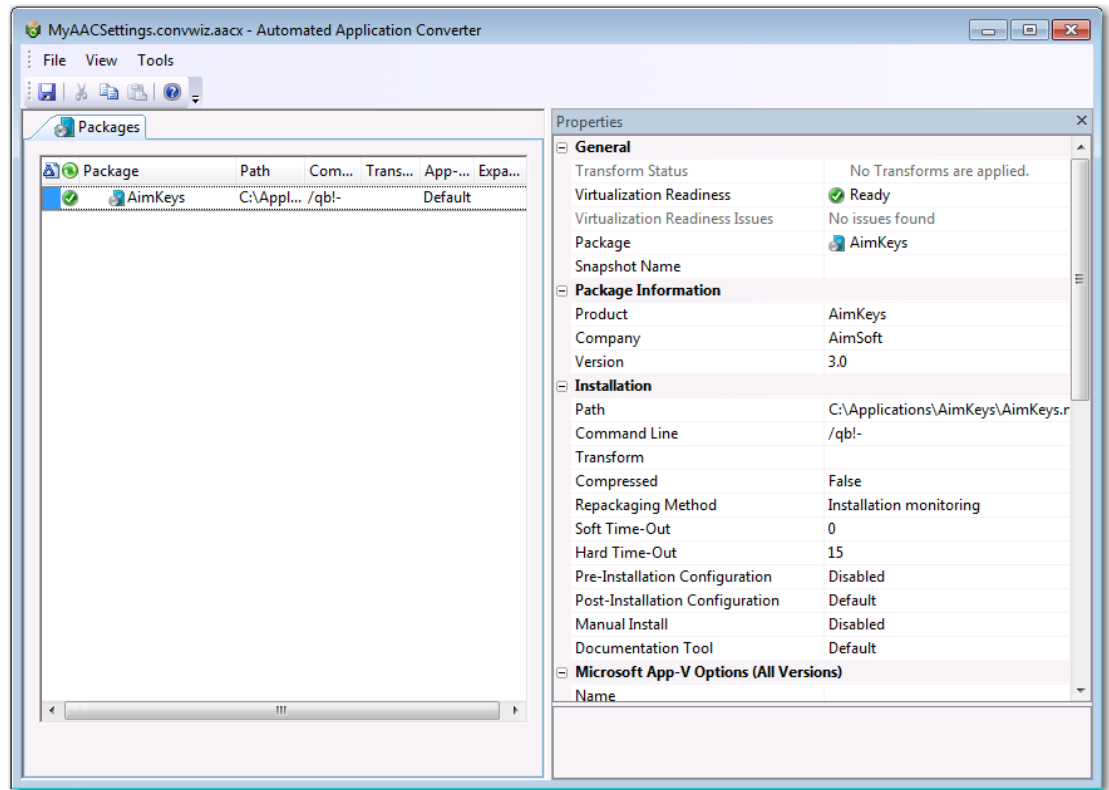 MyAACSettings.convwiz.aacx - Automated Application Converter
File View Tools
Packages
Package Path Com... Trans... App-... Expa...
AimKeys C:\Appl... /qb!- Default
Properties
General
Transform Status No Transforms are applied.
Virtualization Readiness Ready
Virtualization Readiness Issues No issues found
Package AimKeys
Snapshot Name
Package Information
Product AimKeys
Company AimSoft
Version 3.0
Installation
Path C:\Applications\AimKeys\AimKeys.r
Command Line /qb!-
Transform
Compressed False
Repackaging Method Installation monitoring
Soft Time-Out 0
Hard Time-Out 15
Pre-Installation Configuration Disabled
Post-Installation Configuration Default
Manual Install Disabled
Documentation Tool Default
Microsoft App-V Options (All Versions)
Name